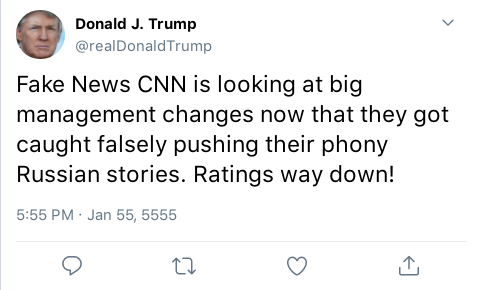 Donald J. Trump
@realDonaldTrump
Fake News CNN is looking at big
management changes now that they got
caught falsely pushing their phony
Russian stories. Ratings way down!
5:55 PM · Jan 55, 5555